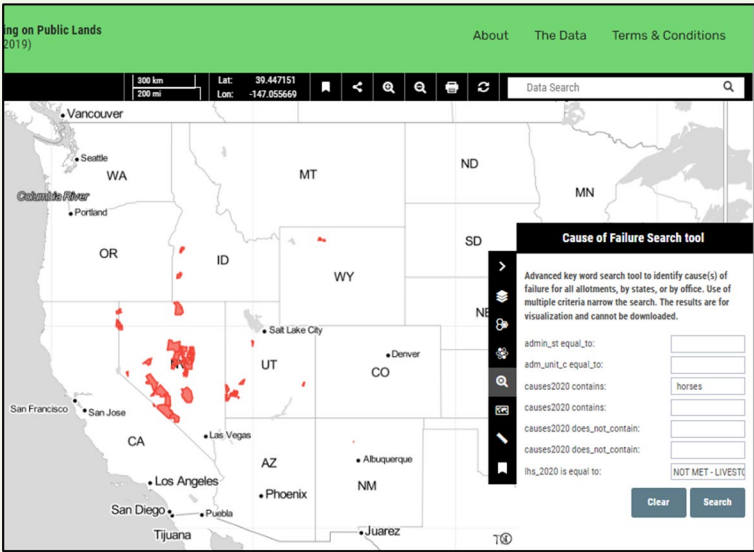 ing on Public Lands
2019)
About The Data Terms & Conditions
300 km
200 mi
Lat: 39.447151
Lon: -147.055669
Data Search
Vancouver
Seattle
WA
MT
ND
MN
Columbia River
Portland
OR
ID
SD
WY
NE
Salt Lake City
NV
UT
Denver
CO
San Francisco
San Jose
CA
Las Vegas
AZ
Albuquerque
NM
Los Angeles
Phoenix
San Diego
Puebla
Tijuana
Juarez
Cause of Failure Search tool
Advanced key word search tool to identify cause(s) of
failure for all allotments, by states, or by office. Use of
multiple criteria narrow the search. The results are for
visualization and cannot be downloaded.
admin_st equal_to:
adm_unit_c equal_to:
causes2020 contains: horses
causes2020 contains:
causes2020 does_not_contain:
causes2020 does_not_contain:
lhs_2020 is equal to: NOT MET - LIVESTO
Clear Search